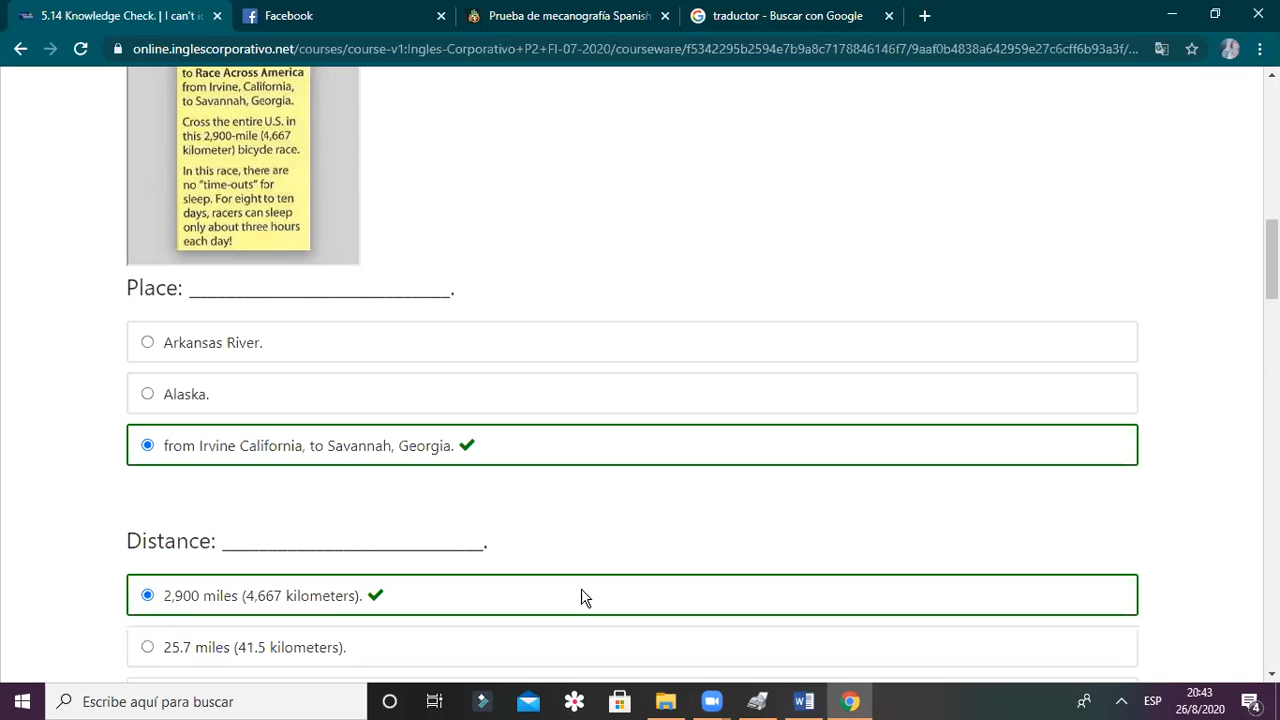 5.14 Knowledge Check. | I can't is
Facebook
Prueba de mecanografía Spanish
traductor - Buscar con Google
online.inglescorporativo.net/courses/course-v1:Ingles-Corporativo+P2+FI-07-2020/courseware/f5342295b2594e7b9a8c7178846146f7/9aaf0b4838a642959e27c6cff6b93a3f/...
to Race Across America
from Irvine, California,
to Savannah, Georgia.
Cross the entire U.S. in
this 2,900-mile (4,667
kilometer) bicycle race.
In this race, there are
no "time-outs" for
sleep. For eight to ten
days, racers can sleep
only about three hours
each day!
Place: ___________________________.
Arkansas River.
Alaska.
from Irvine California, to Savannah, Georgia.
Distance: ___________________________.
2,900 miles (4,667 kilometers).
25.7 miles (41.5 kilometers).
Escribe aquí para buscar
ESP
20:43
26/8/2020
4